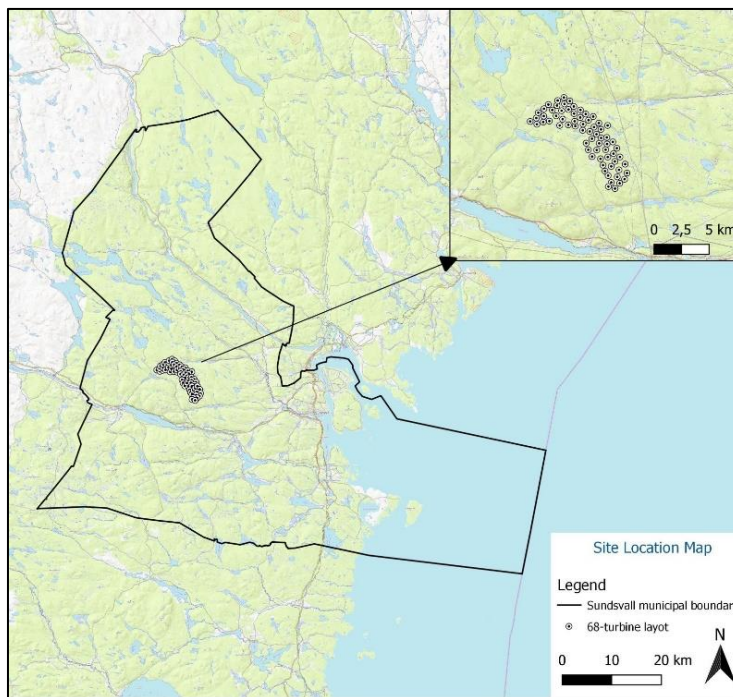 0 2,5 5 km
Site Location Map
Legend
Sundsvall municipal boundar
68-turbine layot
N
0 10 20 km